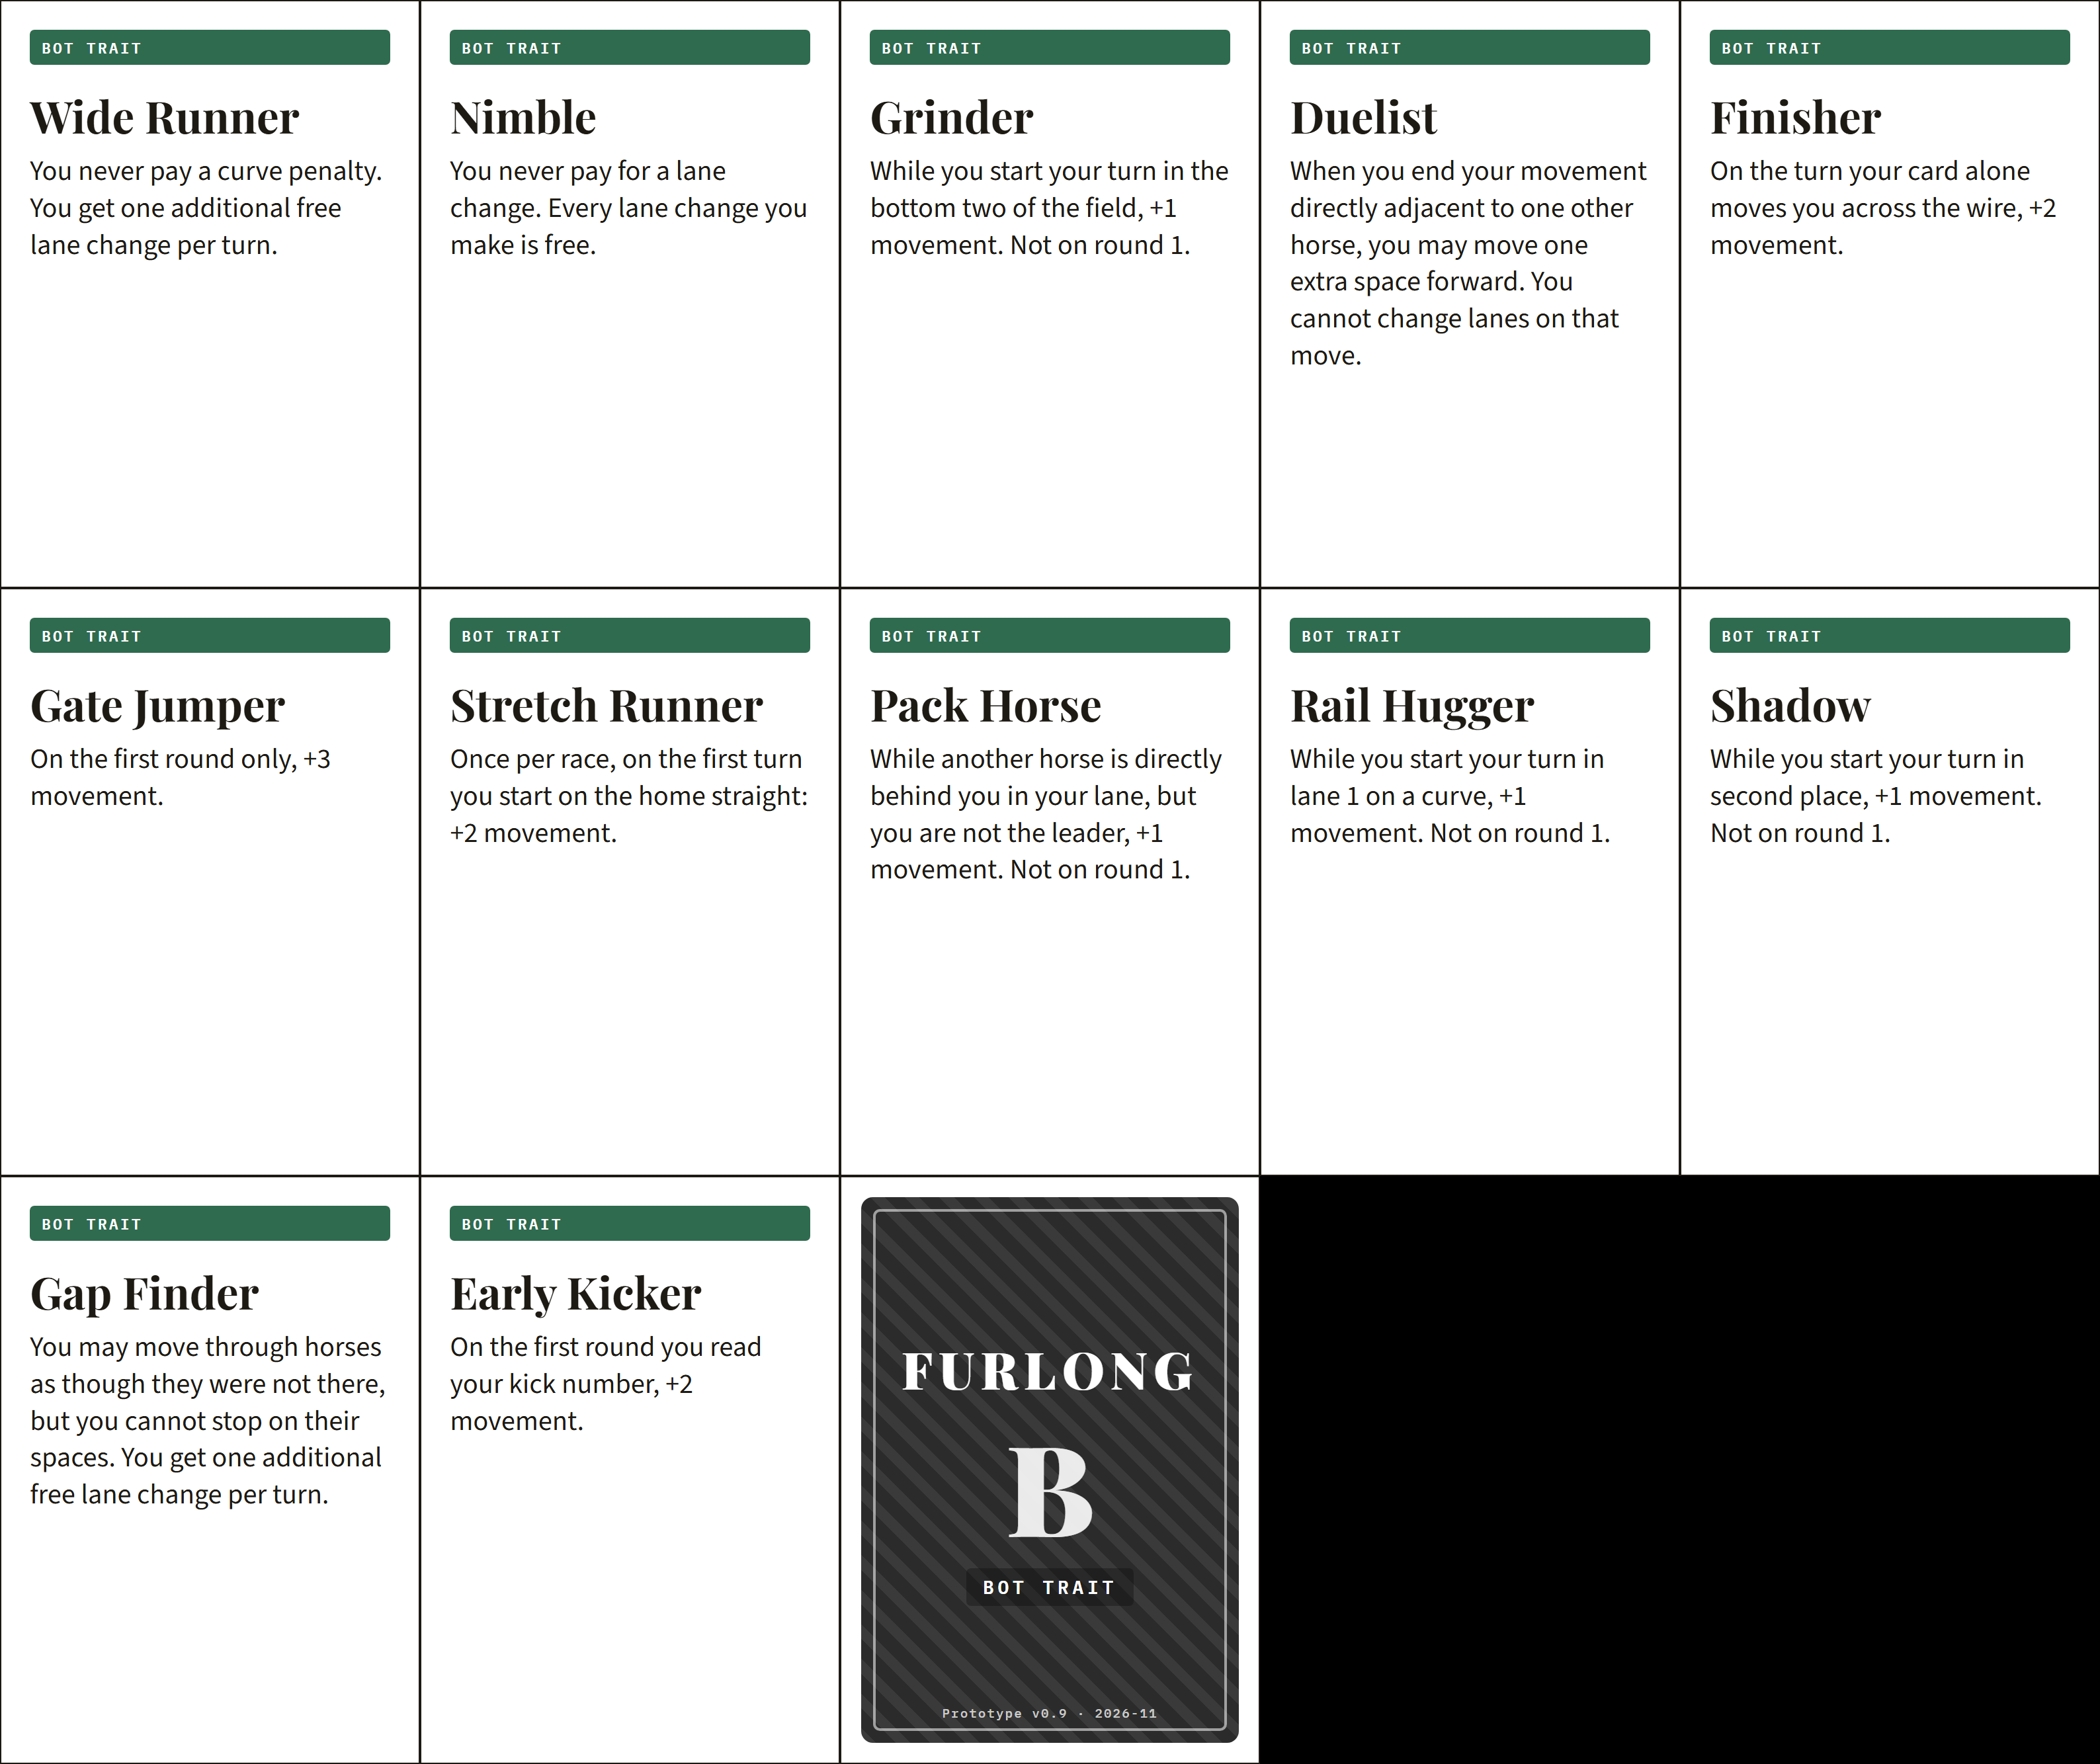 BOT TRAIT
Wide Runner
You never pay a curve penalty.
You get one additional free
lane change per turn.
BOT TRAIT
Nimble
You never pay for a lane
change. Every lane change you
make is free.
BOT TRAIT
Grinder
While you start your turn in the
bottom two of the field, +1
movement. Not on round 1.
BOT TRAIT
Duelist
When you end your movement
directly adjacent to one other
horse, you may move one
extra space forward. You
cannot change lanes on that
move.
BOT TRAIT
Finisher
On the turn your card alone
moves you across the wire, +2
movement.
BOT TRAIT
Gate Jumper
On the first round only, +3
movement.
BOT TRAIT
Stretch Runner
Once per race, on the first turn
you start on the home straight:
+2 movement.
BOT TRAIT
Pack Horse
While another horse is directly
behind you in your lane, but
you are not the leader, +1
movement. Not on round 1.
BOT TRAIT
Rail Hugger
While you start your turn in
lane 1 on a curve, +1
movement. Not on round 1.
BOT TRAIT
Shadow
While you start your turn in
second place, +1 movement.
Not on round 1.
BOT TRAIT
Gap Finder
You may move through horses
as though they were not there,
but you cannot stop on their
spaces. You get one additional
free lane change per turn.
BOT TRAIT
Early Kicker
On the first round you read
your kick number, +2
movement.
FURLONG
B
BOT TRAIT
Prototype v0.9 · 2026-11